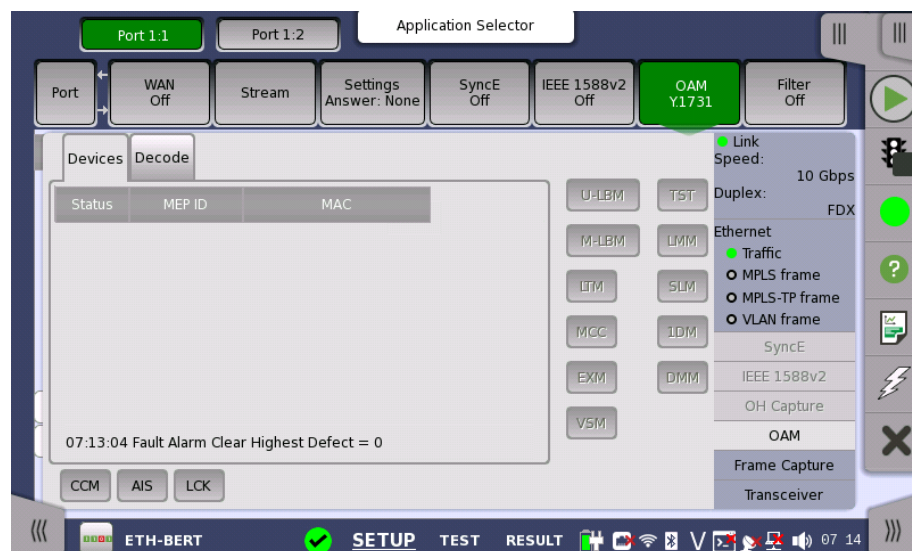 Application Selector
Port 1:1
Port 1:2
Port
WAN
Off
Stream
Settings
Answer: None
SyncE
Off
IEEE 1588v2
Off
OAM
Y.1731
Filter
Off
Devices
Decode
Status MEP ID MAC
07:13:04 Fault Alarm Clear Highest Defect = 0
U-LBM
TST
M-LBM
LMM
LTM
SLM
MCC
1DM
EXM
DMM
VSM
CCM
AIS
LCK
Link
Speed:
10 Gbps
Duplex:
FDX
Ethernet
Traffic
MPLS frame
MPLS-TP frame
VLAN frame
SyncE
IEEE 1588v2
OH Capture
OAM
Frame Capture
Transceiver
ETH-BERT
SETUP
TEST
RESULT
V
07 14